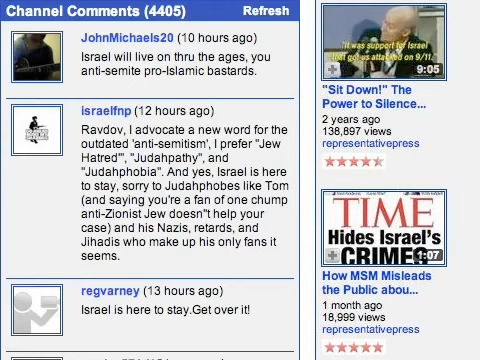 Channel Comments (4405)
Refresh
JohnMichaels20 (10 hours ago)
Israel will live on thru the ages, you
anti-semite pro-Islamic bastards.
israelfnp (12 hours ago)
Ravdov, I advocate a new word for the
outdated 'anti-semitism', I prefer "Jew
Hatred"', "Judahpathy", and
"Judahphobia". And yes, Israel is here
to stay, sorry to Judahphobes like Tom
(and saying you're a fan of one chump
anti-Zionist Jew doesn"t help your
case) and his Nazis, retards, and
Jihadis who make up his only fans it
seems.
regvarney (13 hours ago)
Israel is here to stay.Get over it!
"It was support for Israel
that got us attacked on 9/11."
9:05
"Sit Down!" The
Power to Silence...
2 years ago
138,897 views
representativepress
TIME
Hides Israel's
CRIMES
1:07
How MSM Misleads
the Public abou...
1 month ago
18,999 views
representativepress